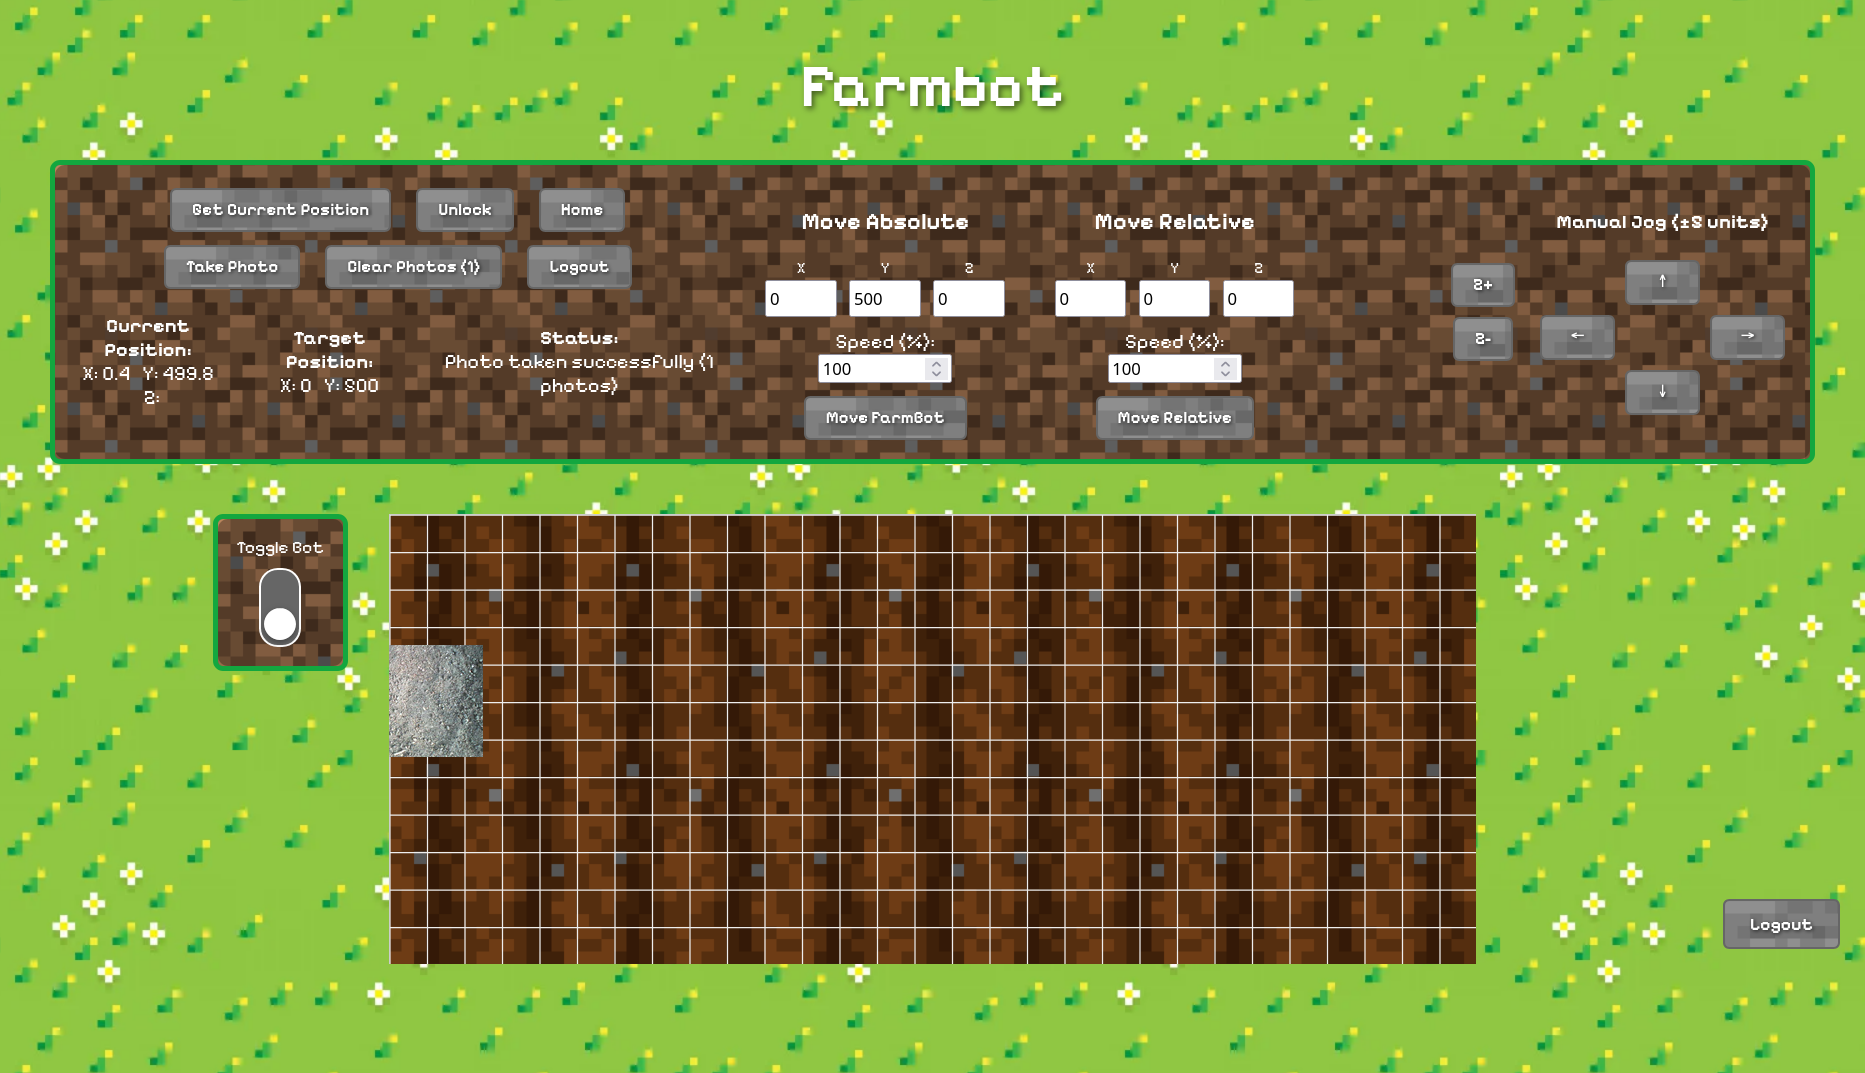 Farmbot
Get Current Position
Unlock
Home
Take Photo
Clear Photos (1)
Logout
Current
Position:
X: 0.4 Y: 499.8
Z:
Target
Position:
X: 0 Y: 500
Status:
Photo taken successfully (1
photos)
Move Absolute
X Y Z
0 500 0
Speed (%):
100
Move FarmBot
Move Relative
X Y Z
0 0 0
Speed (%):
100
Move Relative
Manual Jog (±5 units)
Z+
Z-
↑
←
→
↓
Toggle Bot
Logout